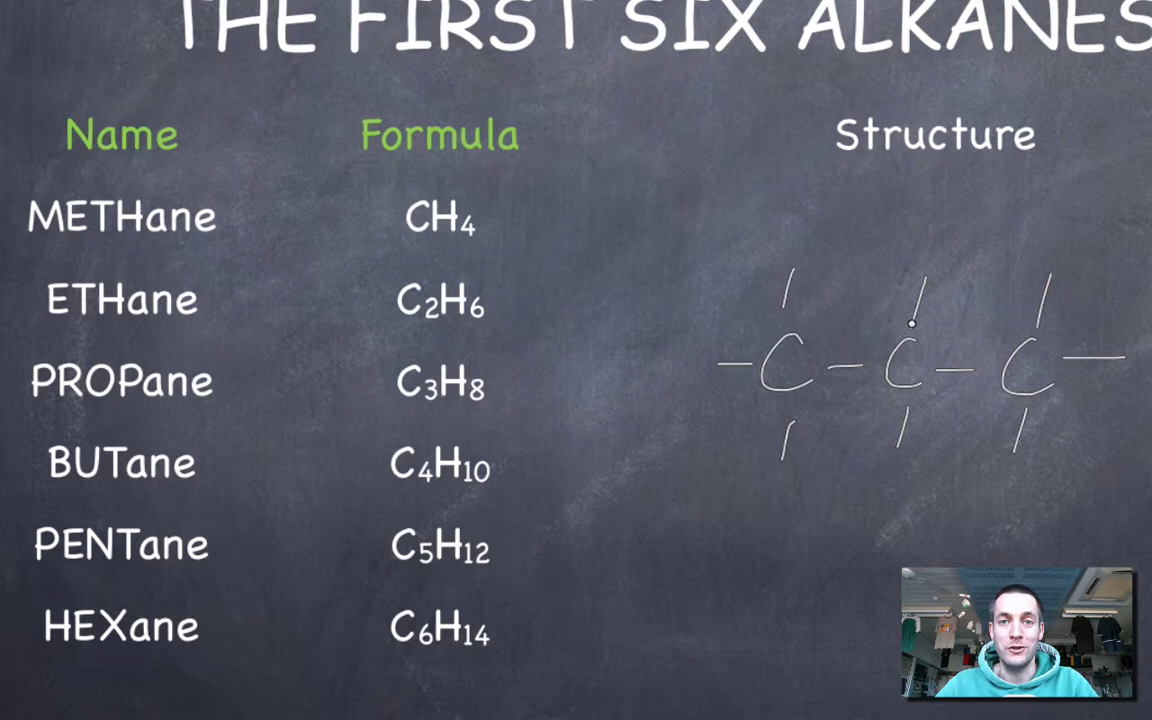 THE FIRST SIX ALKANES
Name Formula Structure
METHane CH₄
ETHane C₂H₆
PROPane C₃H₈
BUTane C₄H₁₀
PENTane C₅H₁₂
HEXane C₆H₁₄
C - C - C